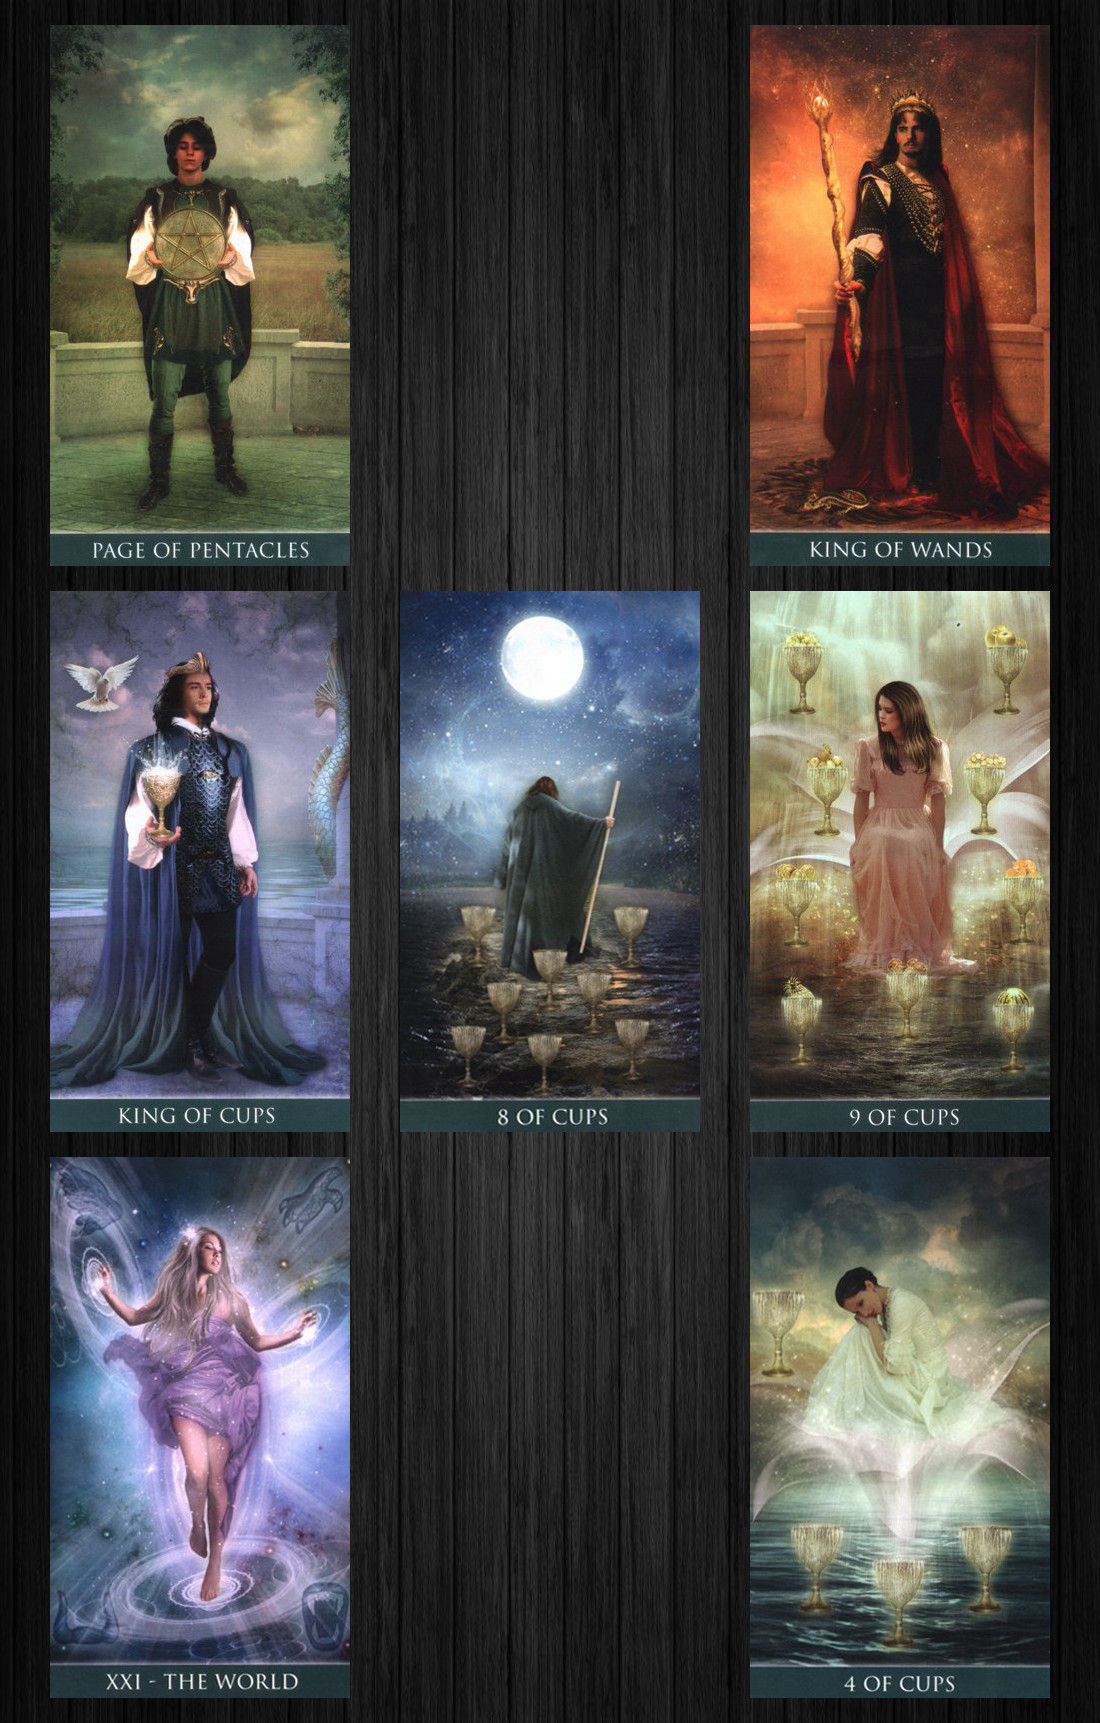 PAGE OF PENTACLES
KING OF WANDS
KING OF CUPS
8 OF CUPS
9 OF CUPS
XXI - THE WORLD
4 OF CUPS